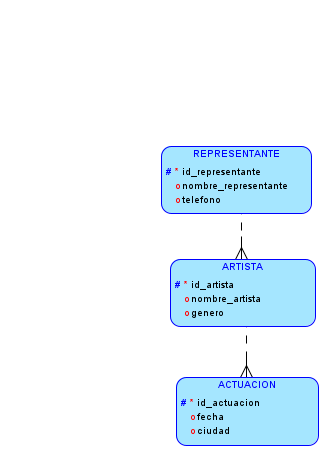 REPRESENTANTE
# * id_representante
o nombre_representante
o telefono
ARTISTA
# * id_artista
o nombre_artista
o genero
ACTUACION
# * id_actuacion
o fecha
o ciudad